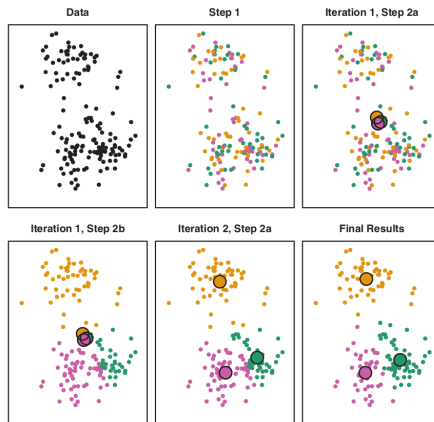 Data
Step 1
Iteration 1, Step 2a
Iteration 1, Step 2b
Iteration 2, Step 2a
Final Results